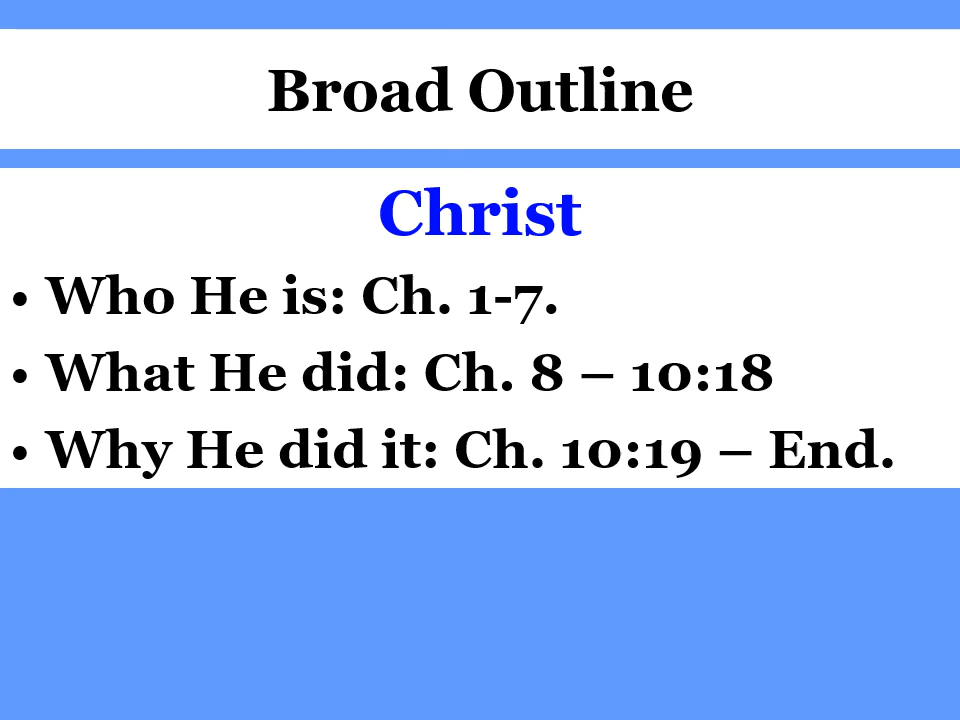 Broad Outline
Christ
• Who He is: Ch. 1-7.
• What He did: Ch. 8 – 10:18
• Why He did it: Ch. 10:19 – End.